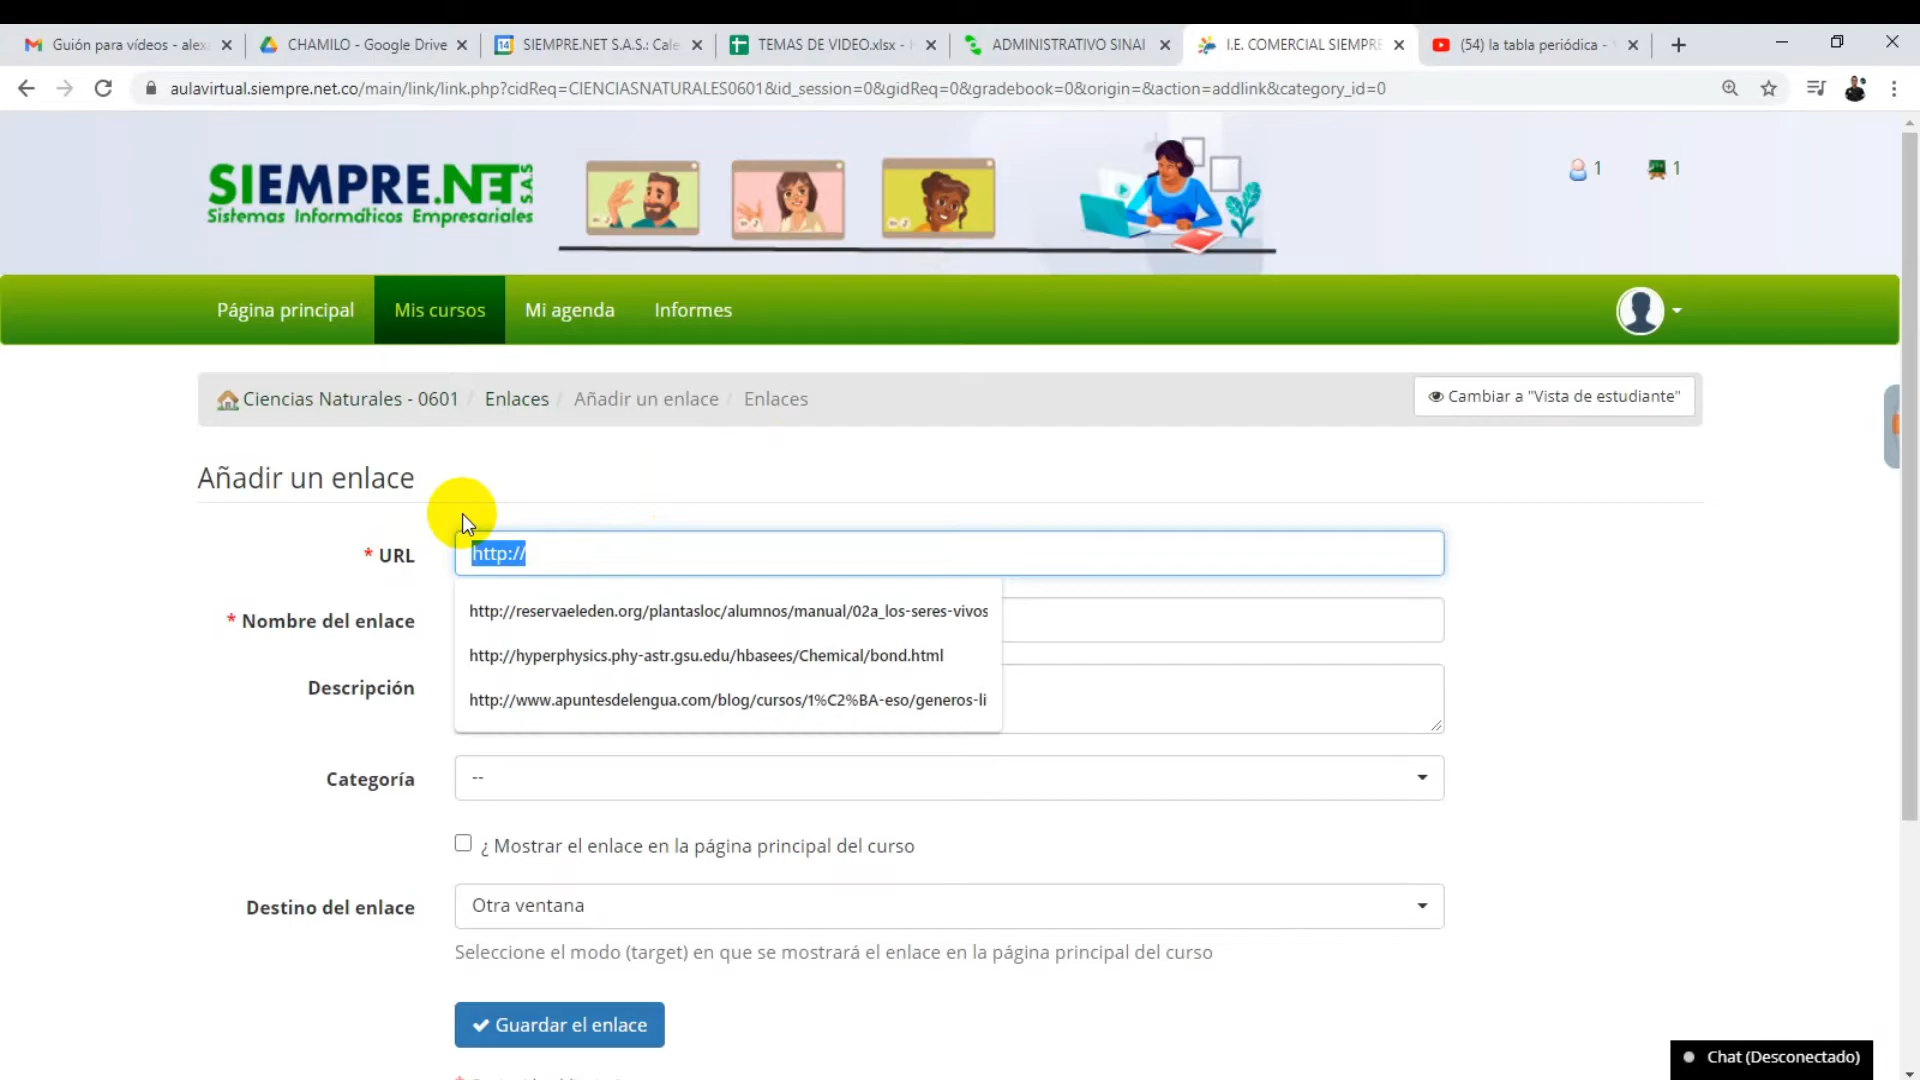 Guión para vídeos - alex.
CHAMILO - Google Drive
14
SIEMPRE.NET S.A.S.: Cale
TEMAS DE VIDEO.xlsx -
ADMINISTRATIVO SINAI
I.E. COMERCIAL SIEMPRE
(54) la tabla periódica -
aulavirtual.siempre.net.co/main/link/link.php?cidReq=CIENCIASNATURALES0601&id_session=0&gidReq=0&gradebook=0&origin=&action=addlink&category_id=0
SIEMPRE.NET S.A.S
Sistemas Informáticos Empresariales
1
1
Página principal
Mis cursos
Mi agenda
Informes
Ciencias Naturales - 0601 / Enlaces / Añadir un enlace / Enlaces
Cambiar a "Vista de estudiante"
Añadir un enlace
* URL
http://
http://reservaeleden.org/plantasloc/alumnos/manual/02a_los-seres-vivos
http://hyperphysics.phy-astr.gsu.edu/hbasees/Chemical/bond.html
http://www.apuntesdelengua.com/blog/cursos/1%C2%BA-eso/generos-li
* Nombre del enlace
Descripción
Categoría
--
¿ Mostrar el enlace en la página principal del curso
Destino del enlace
Otra ventana
Seleccione el modo (target) en que se mostrará el enlace en la página principal del curso
Guardar el enlace
Chat (Desconectado)